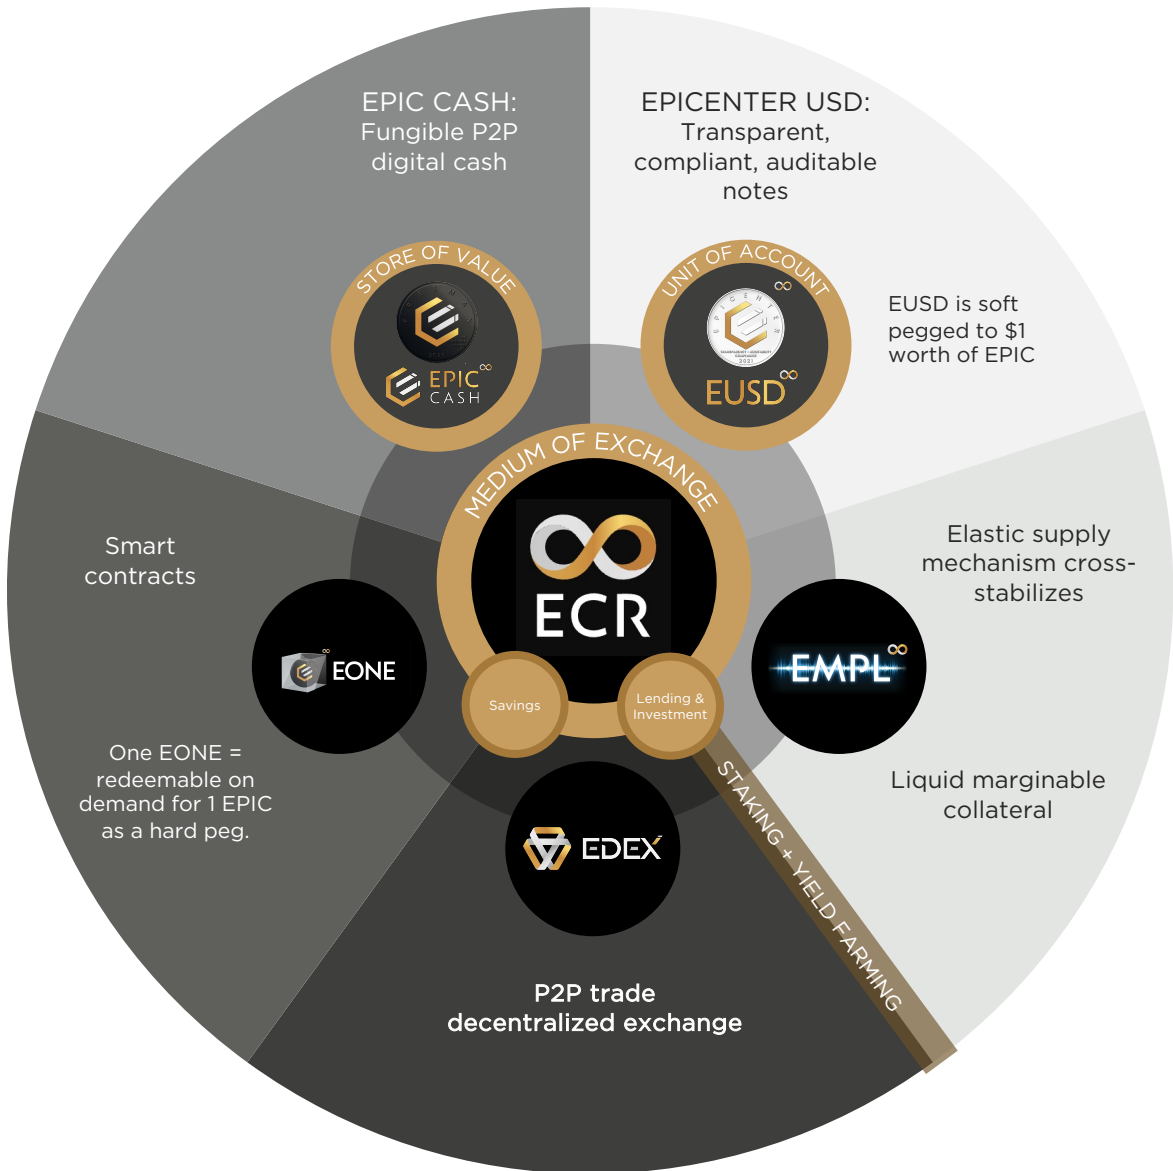 EPIC CASH:
Fungible P2P
digital cash
EPICENTER USD:
Transparent,
compliant, auditable
notes
STORE OF VALUE
EPIC
CASH
UNIT OF ACCOUNT
EPICENTER
2021
EUSD
EUSD is soft
pegged to $1
worth of EPIC
MEDIUM OF EXCHANGE
ECR
Smart
contracts
Elastic supply
mechanism cross-
stabilizes
EONE
EMPL
Savings
Lending &
Investment
One EONE =
redeemable on
demand for 1 EPIC
as a hard peg.
Liquid marginable
collateral
STAKING + YIELD FARMING
EDEX
P2P trade
decentralized exchange